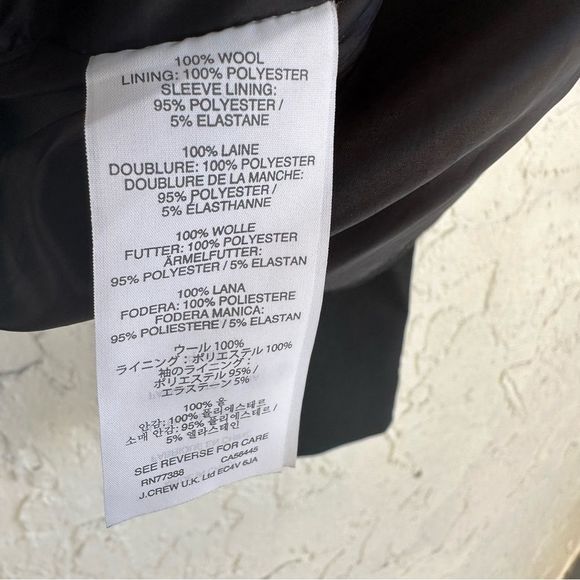 100% WOOL
LINING: 100% POLYESTER
SLEEVE LINING:
95% POLYESTER /
5% ELASTANE
100% LAINE
DOUBLURE: 100% POLYESTER
DOUBLURE DE LA MANCHE:
95% POLYESTER /
5% ÉLASTHANNE
100% WOLLE
FUTTER: 100% POLYESTER
ÄRMELFUTTER:
95% POLYESTER / 5% ELASTAN
100% LANA
FODERA: 100% POLIESTERE
FODERA MANICA:
95% POLIESTERE / 5% ELASTAN
ウール 100%
ライニング：ポリエステル 100%
袖のライニング：
ポリエステル 95% /
エラステーン 5%
100% 울
안감: 100% 폴리에스테르
소매 안감: 95% 폴리에스테르 /
5% 엘라스테인
SEE REVERSE FOR CARE
RN77388 CA56445
J.CREW U.K. Ltd EC4V 6JA